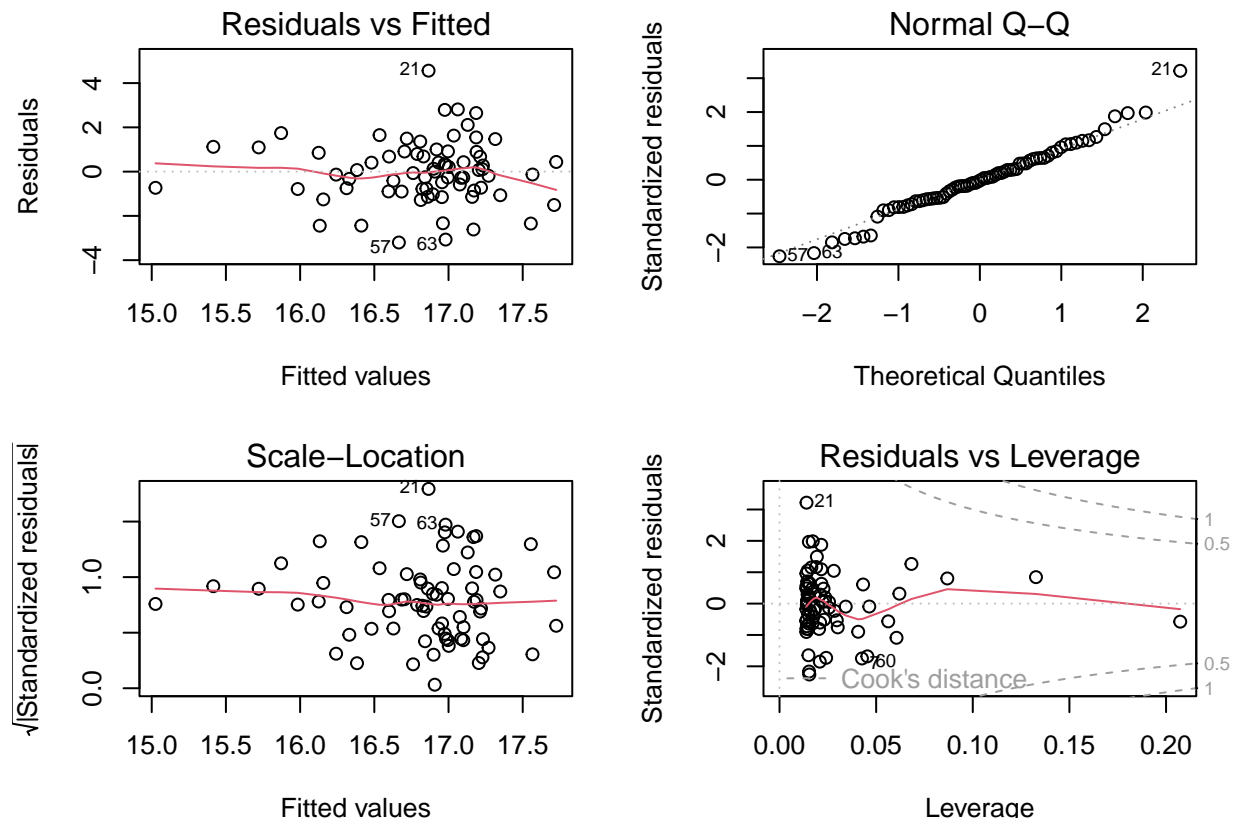 Residuals vs Fitted
Residuals
4
2
0
−4
21
57
63
15.0 15.5 16.0 16.5 17.0 17.5
Fitted values
Normal Q−Q
Standardized residuals
2
0
−2
21
57
63
−2 −1 0 1 2
Theoretical Quantiles
Scale−Location
√|Standardized residuals|
1.0
0.0
21
57
63
15.0 15.5 16.0 16.5 17.0 17.5
Fitted values
Residuals vs Leverage
Standardized residuals
2
0
−2
21
7
60
Cook's distance
1
0.5
0.5
1
0.00 0.05 0.10 0.15 0.20
Leverage